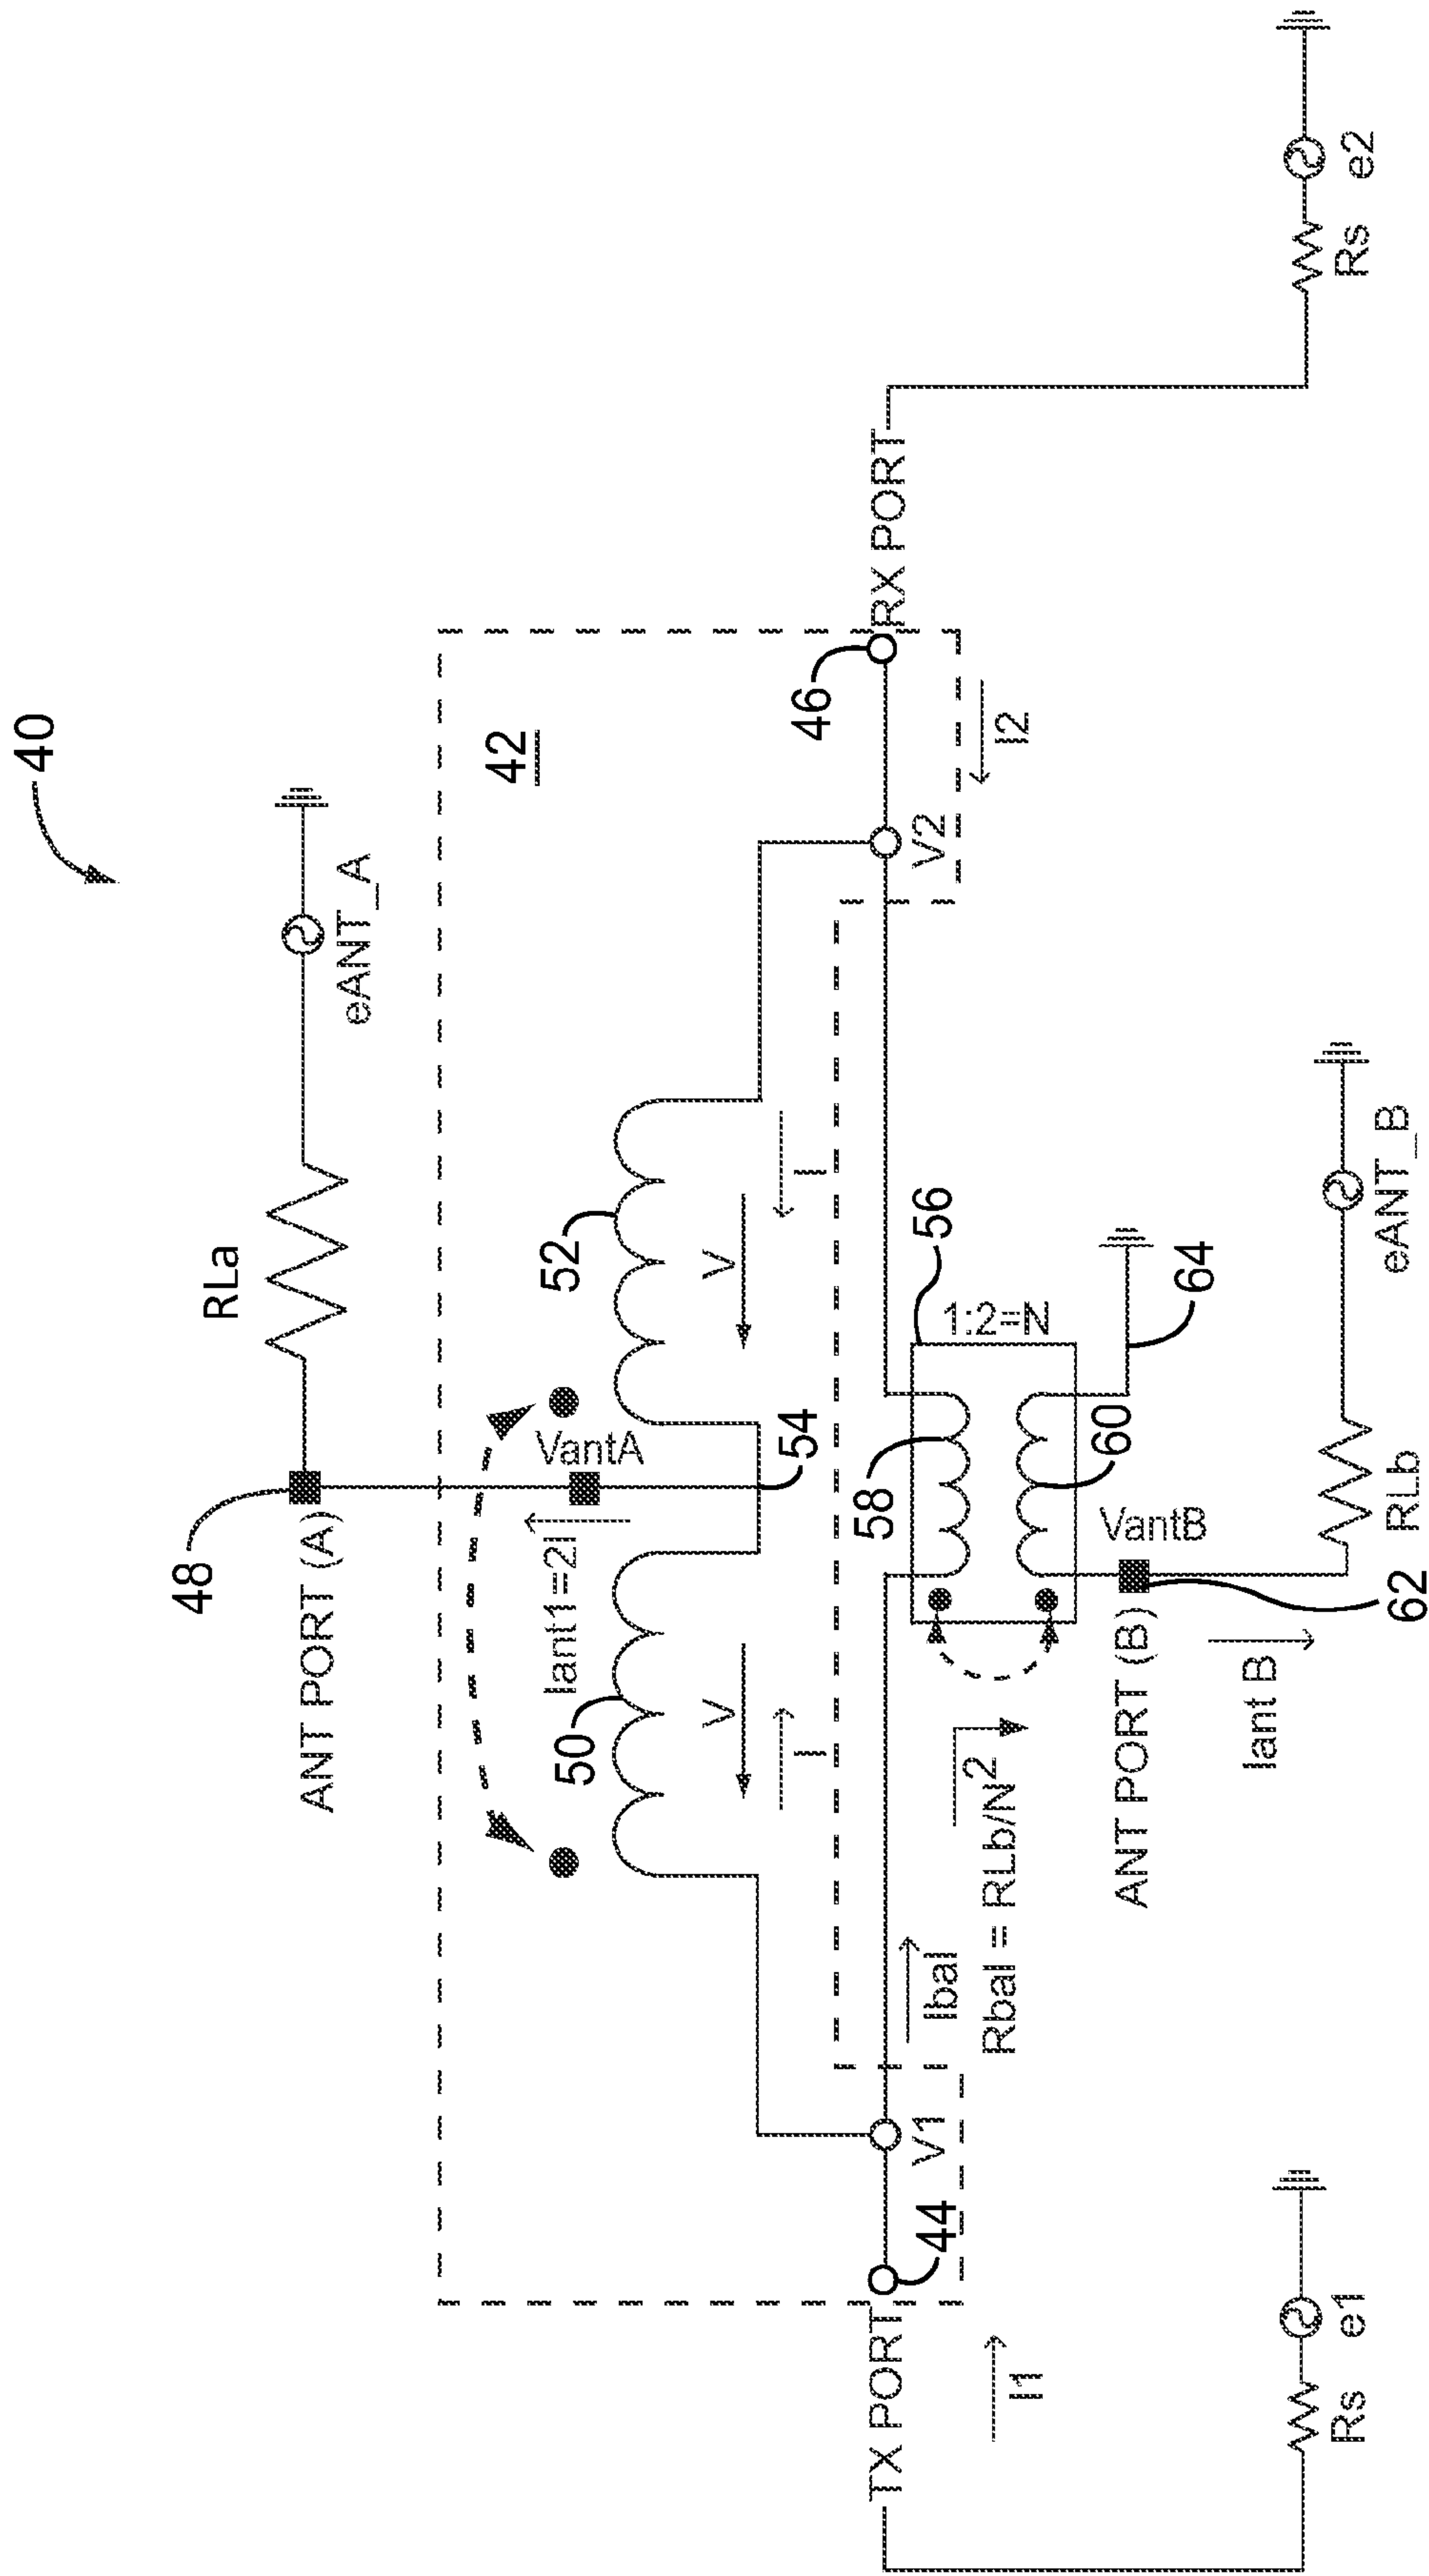 40
RLa
eANT_A
48
ANT PORT (A)
42
VantA
Iant1=2I
50
52
V
V
I
I
54
46
RX PORT
V2
I2
TX PORT
44
V1
I1
Ibal
Rbal = RLb/N²
58
56
1:2=N
60
64
VantB
ANT PORT (B)
62
Iant B
RLb
eANT_B
Rs
e1
Rs
e2